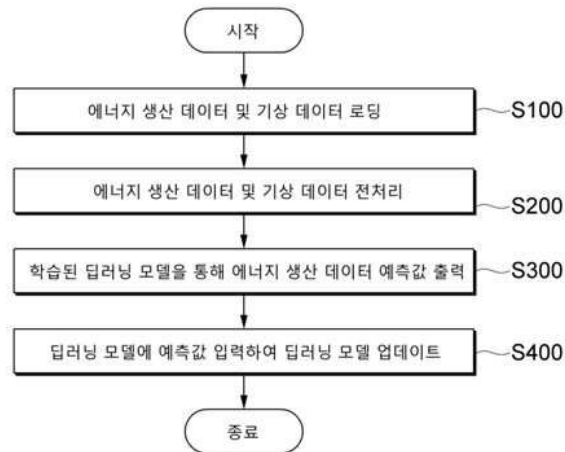 시작
에너지 생산 데이터 및 기상 데이터 로딩
S100
에너지 생산 데이터 및 기상 데이터 전처리
S200
학습된 딥러닝 모델을 통해 에너지 생산 데이터 예측값 출력
S300
딥러닝 모델에 예측값 입력하여 딥러닝 모델 업데이트
S400
종료